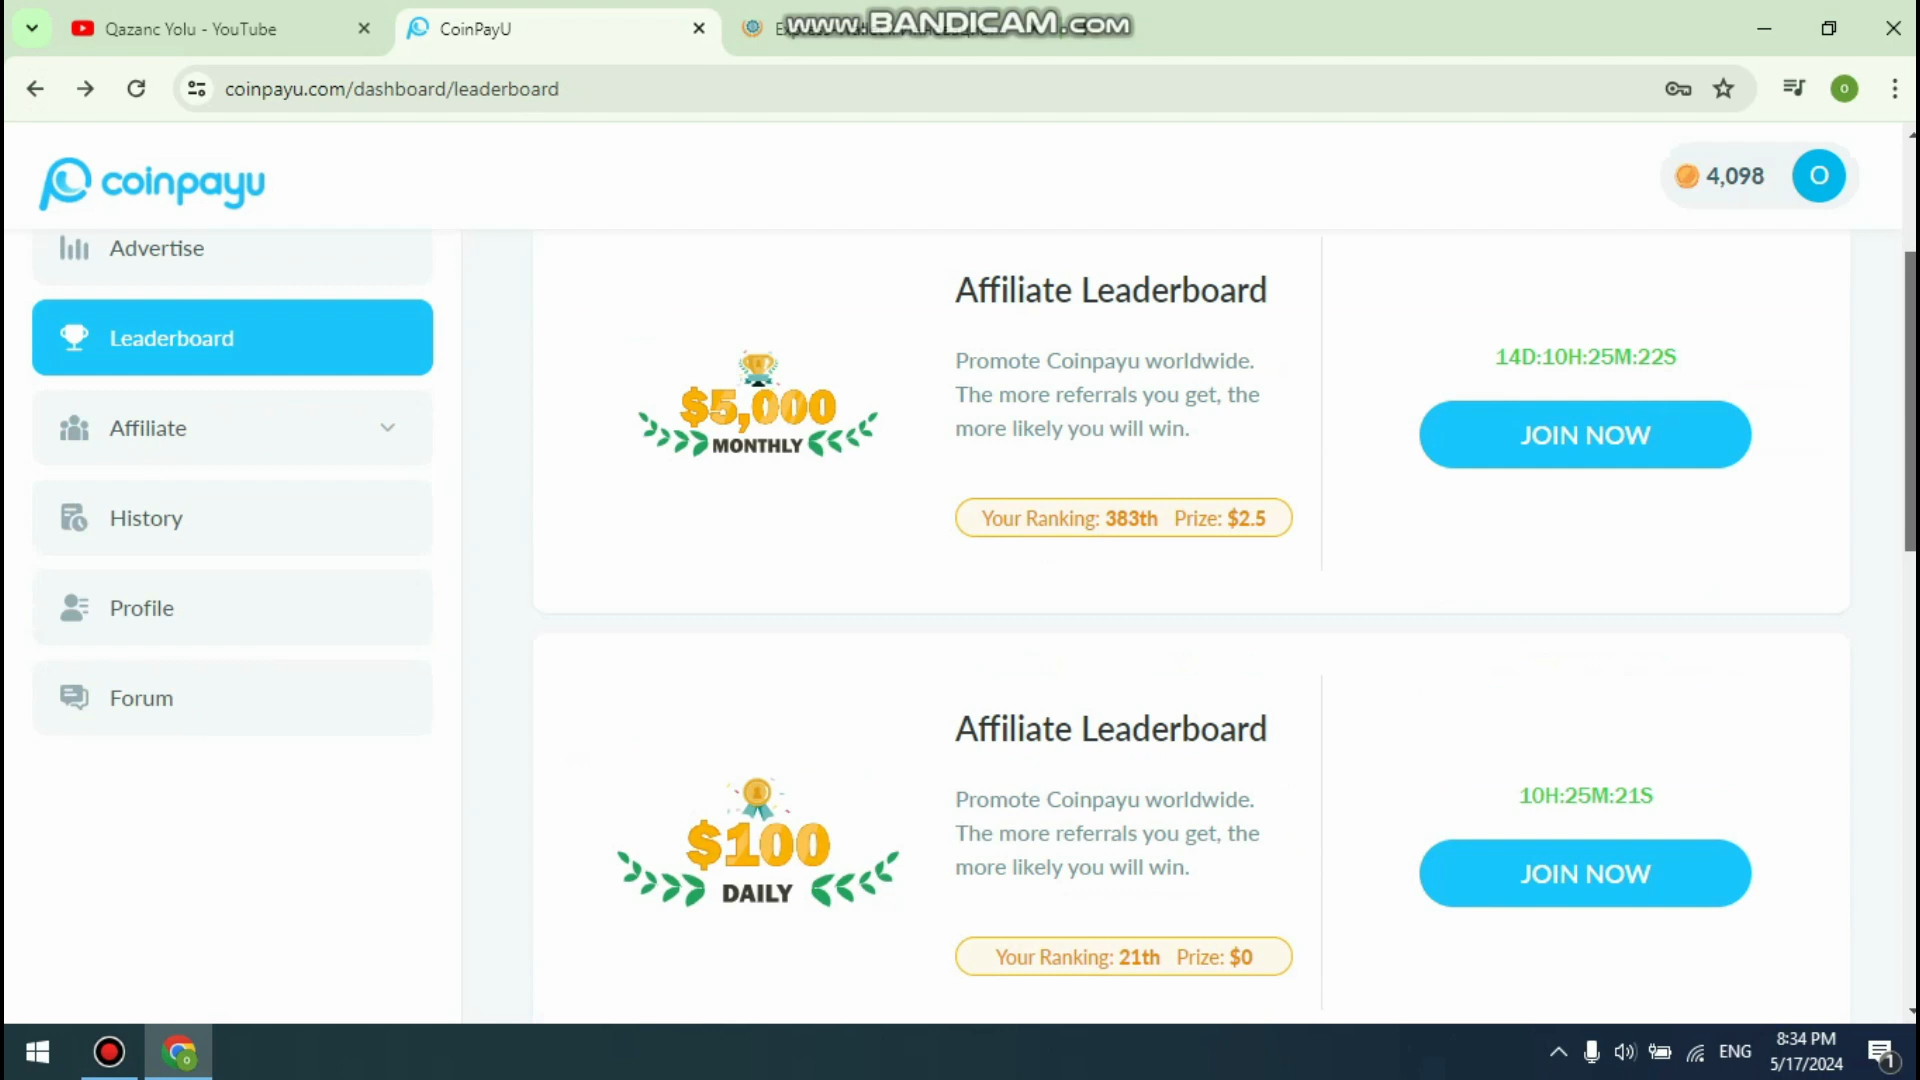 Qazanc Yolu - YouTube
CoinPayU
www.BANDICAM.com
coinpayu.com/dashboard/leaderboard
O
coinpayu
4,098
O
Advertise
Leaderboard
Affiliate
History
Profile
Forum
Affiliate Leaderboard
Promote Coinpayu worldwide.
The more referrals you get, the
more likely you will win.
$5,000
MONTHLY
Your Ranking: 383th Prize: $2.5
14D:10H:25M:22S
JOIN NOW
Affiliate Leaderboard
Promote Coinpayu worldwide.
The more referrals you get, the
more likely you will win.
$100
DAILY
Your Ranking: 21th Prize: $0
10H:25M:21S
JOIN NOW
ENG
8:34 PM
5/17/2024
1